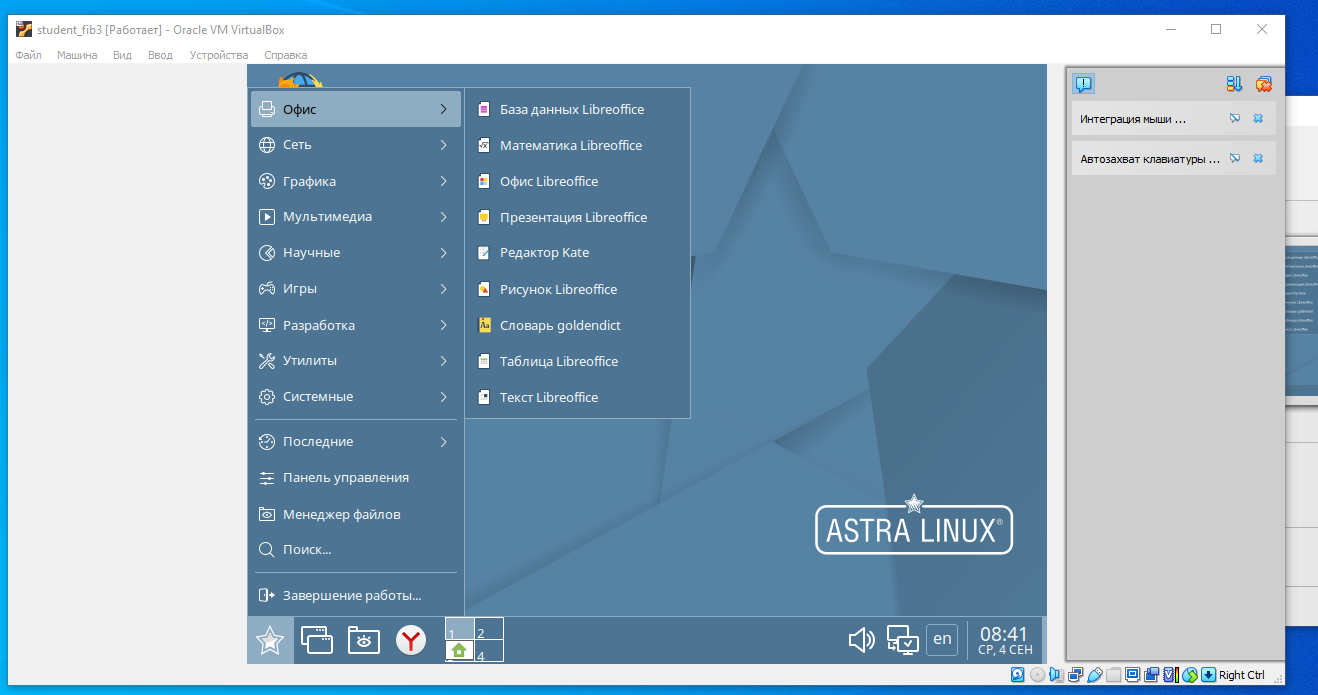 student_fib3 [Работает] - Oracle VM VirtualBox
Файл Машина Вид Ввод Устройства Справка
Офис
Сеть
Графика
Мультимедиа
Научные
Игры
Разработка
Утилиты
Системные
Последние
Панель управления
Менеджер файлов
Поиск...
Завершение работы...
База данных Libreoffice
Математика Libreoffice
Офис Libreoffice
Презентация Libreoffice
Редактор Kate
Рисунок Libreoffice
Словарь goldendict
Таблица Libreoffice
Текст Libreoffice
Интеграция мыши ...
Автозахват клавиатуры ...
ASTRA LINUX®
1 2
4
en
08:41
СР, 4 СЕН
Right Ctrl